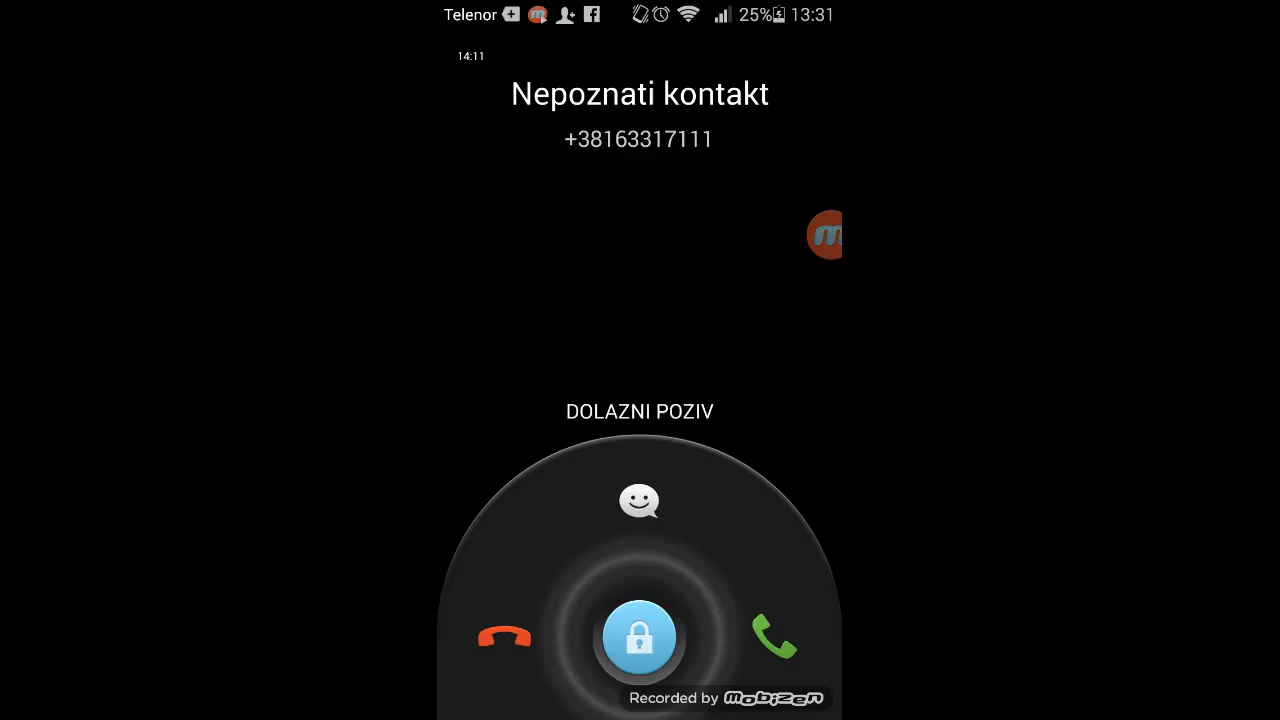 Telenor 25% 13:31
14:11
Nepoznati kontakt
+38163317111
m
DOLAZNI POZIV
Recorded by mobizen